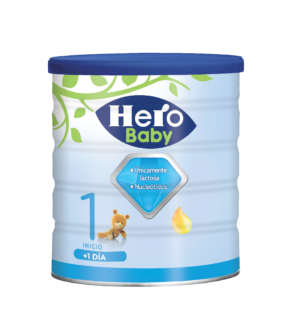 Hero
Baby
• Únicamente
lactosa
• Nucleótidos
1
INICIO
+1 DÍA